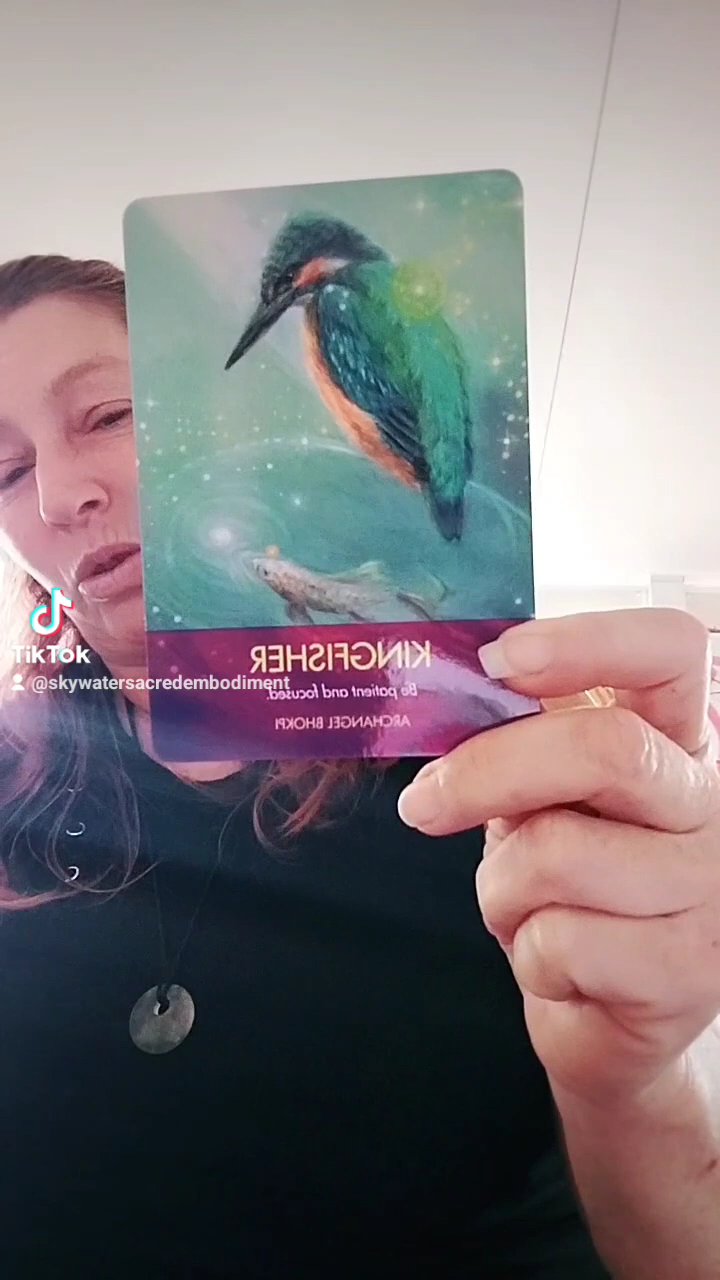 KINGFISHER
Be patient and focused.
ARCHANGEL BHOKPI
TikTok
@skywatersacredembodiment